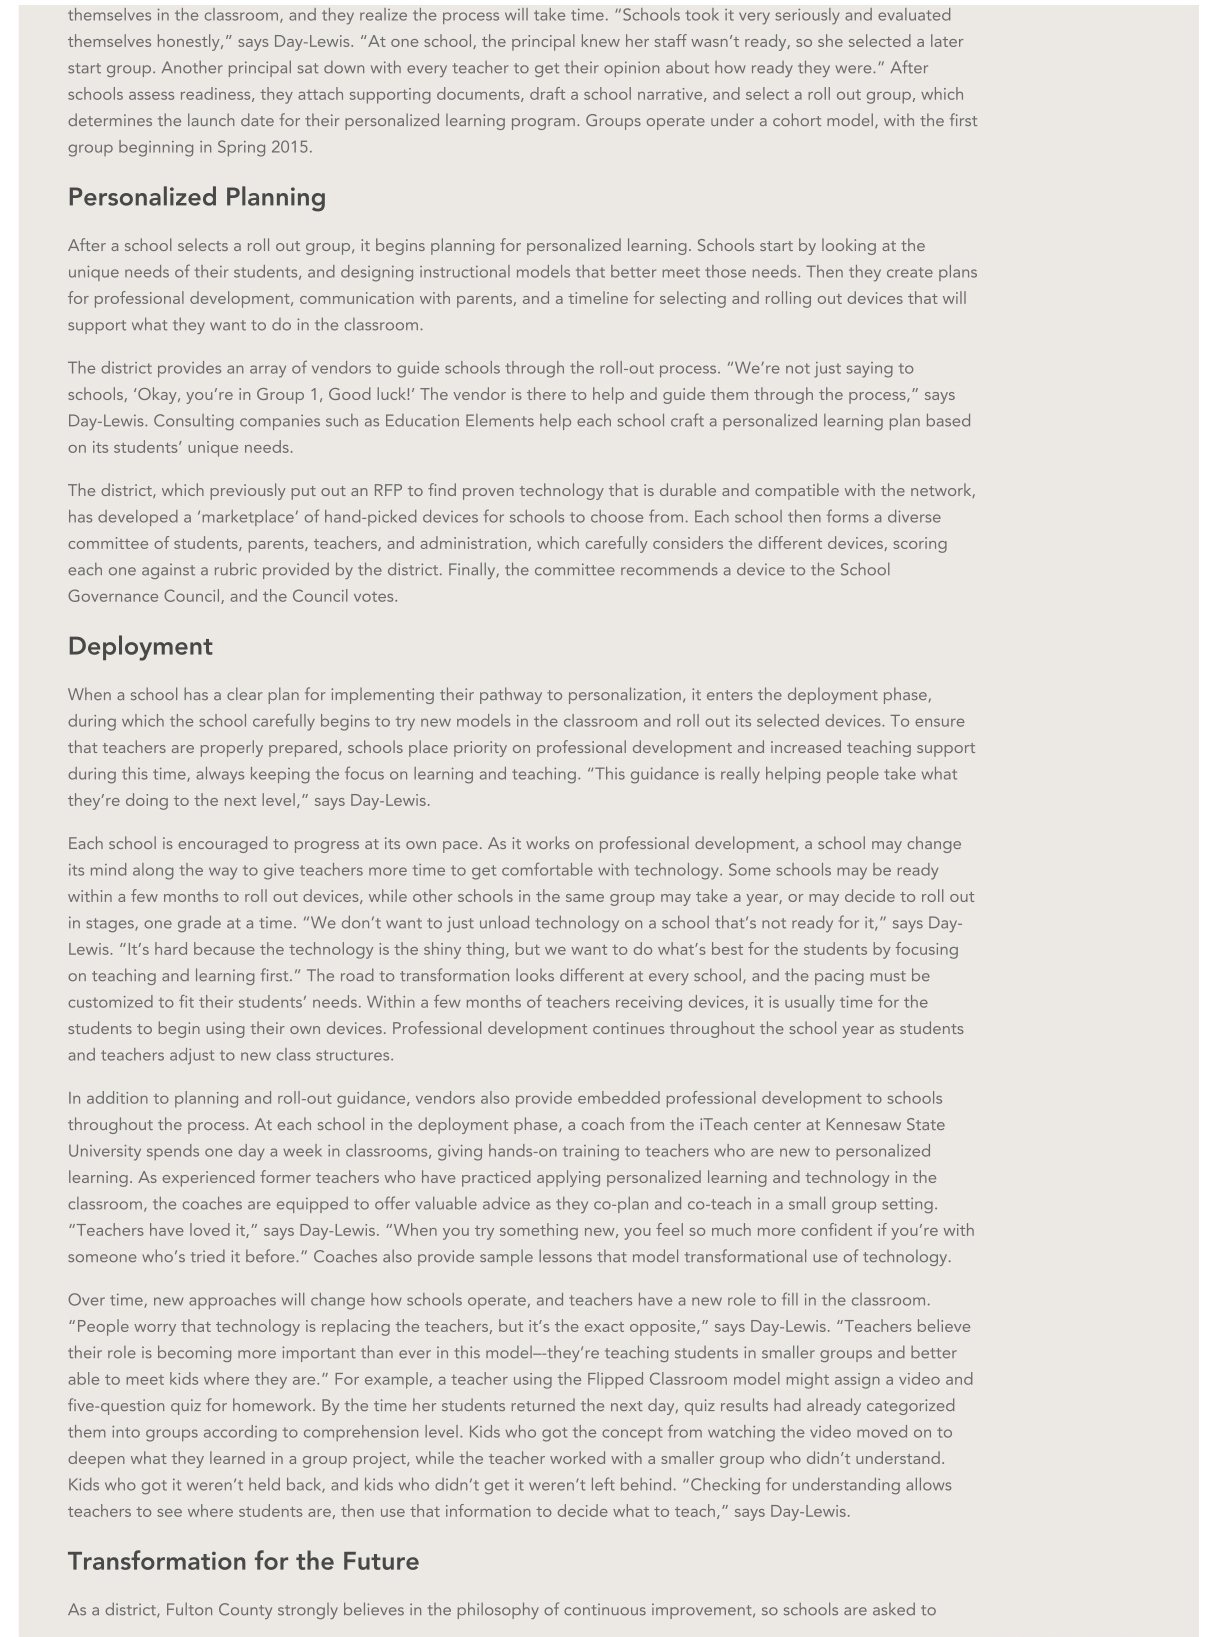 themselves in the classroom, and they realize the process will take time. “Schools took it very seriously and evaluated
themselves honestly,” says Day-Lewis. “At one school, the principal knew her staff wasn’t ready, so she selected a later
start group. Another principal sat down with every teacher to get their opinion about how ready they were.” After
schools assess readiness, they attach supporting documents, draft a school narrative, and select a roll out group, which
determines the launch date for their personalized learning program. Groups operate under a cohort model, with the first
group beginning in Spring 2015.
Personalized Planning
After a school selects a roll out group, it begins planning for personalized learning. Schools start by looking at the
unique needs of their students, and designing instructional models that better meet those needs. Then they create plans
for professional development, communication with parents, and a timeline for selecting and rolling out devices that will
support what they want to do in the classroom.
The district provides an array of vendors to guide schools through the roll-out process. “We’re not just saying to
schools, ‘Okay, you’re in Group 1, Good luck!’ The vendor is there to help and guide them through the process,” says
Day-Lewis. Consulting companies such as Education Elements help each school craft a personalized learning plan based
on its students’ unique needs.
The district, which previously put out an RFP to find proven technology that is durable and compatible with the network,
has developed a ‘marketplace’ of hand-picked devices for schools to choose from. Each school then forms a diverse
committee of students, parents, teachers, and administration, which carefully considers the different devices, scoring
each one against a rubric provided by the district. Finally, the committee recommends a device to the School
Governance Council, and the Council votes.
Deployment
When a school has a clear plan for implementing their pathway to personalization, it enters the deployment phase,
during which the school carefully begins to try new models in the classroom and roll out its selected devices. To ensure
that teachers are properly prepared, schools place priority on professional development and increased teaching support
during this time, always keeping the focus on learning and teaching. “This guidance is really helping people take what
they’re doing to the next level,” says Day-Lewis.
Each school is encouraged to progress at its own pace. As it works on professional development, a school may change
its mind along the way to give teachers more time to get comfortable with technology. Some schools may be ready
within a few months to roll out devices, while other schools in the same group may take a year, or may decide to roll out
in stages, one grade at a time. “We don’t want to just unload technology on a school that’s not ready for it,” says Day-
Lewis. “It’s hard because the technology is the shiny thing, but we want to do what’s best for the students by focusing
on teaching and learning first.” The road to transformation looks different at every school, and the pacing must be
customized to fit their students’ needs. Within a few months of teachers receiving devices, it is usually time for the
students to begin using their own devices. Professional development continues throughout the school year as students
and teachers adjust to new class structures.
In addition to planning and roll-out guidance, vendors also provide embedded professional development to schools
throughout the process. At each school in the deployment phase, a coach from the iTeach center at Kennesaw State
University spends one day a week in classrooms, giving hands-on training to teachers who are new to personalized
learning. As experienced former teachers who have practiced applying personalized learning and technology in the
classroom, the coaches are equipped to offer valuable advice as they co-plan and co-teach in a small group setting.
“Teachers have loved it,” says Day-Lewis. “When you try something new, you feel so much more confident if you’re with
someone who’s tried it before.” Coaches also provide sample lessons that model transformational use of technology.
Over time, new approaches will change how schools operate, and teachers have a new role to fill in the classroom.
“People worry that technology is replacing the teachers, but it’s the exact opposite,” says Day-Lewis. “Teachers believe
their role is becoming more important than ever in this model–-they’re teaching students in smaller groups and better
able to meet kids where they are.” For example, a teacher using the Flipped Classroom model might assign a video and
five-question quiz for homework. By the time her students returned the next day, quiz results had already categorized
them into groups according to comprehension level. Kids who got the concept from watching the video moved on to
deepen what they learned in a group project, while the teacher worked with a smaller group who didn’t understand.
Kids who got it weren’t held back, and kids who didn’t get it weren’t left behind. “Checking for understanding allows
teachers to see where students are, then use that information to decide what to teach,” says Day-Lewis.
Transformation for the Future
As a district, Fulton County strongly believes in the philosophy of continuous improvement, so schools are asked to